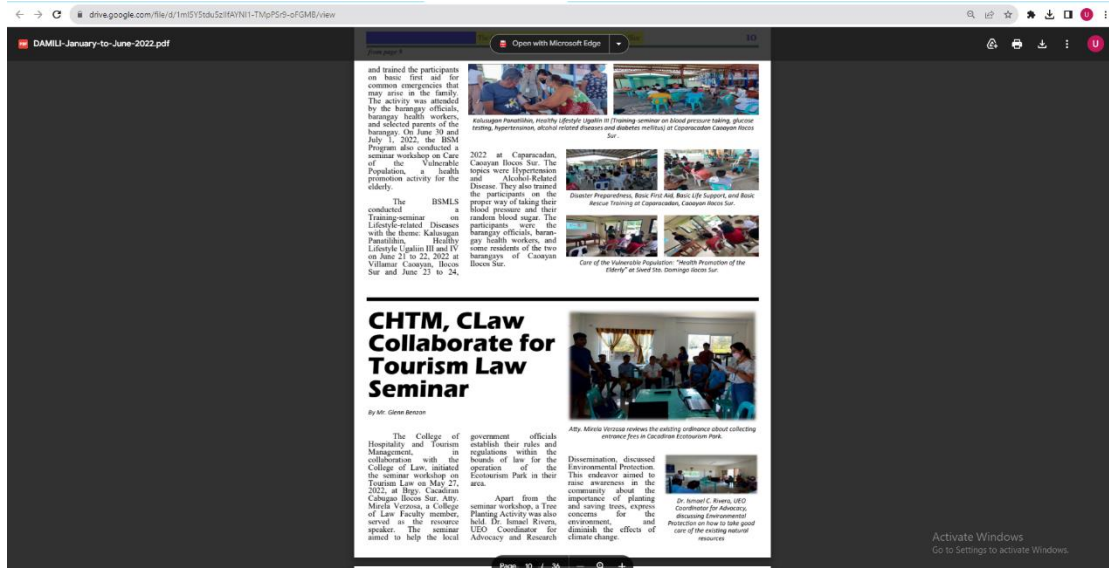 drive.google.com/file/d/1mISYStduSzIIfAYNI1-TMpPSr9-oFGMB/view
DAMILI-January-to-June-2022.pdf
Open with Microsoft Edge
U
from page 9
10
and trained the participants
on basic first aid for
common emergencies that
may arise in the family.
The activity was attended
by the barangay officials,
barangay health workers,
and selected parents of the
barangay. On June 30 and
July 1, 2022, the BSM
Program also conducted a
seminar workshop on Care
of the Vulnerable
Population, a health
promotion activity for the
elderly.
The BSMLS
conducted a
Training-seminar on
Lifestyle-related Diseases
with the theme: Kalusugan
Panatilihin, Healthy
Lifestyle Ugaliin III and IV
on June 21 to 22, 2022 at
Villamar Caoayan, Ilocos
Sur and June 23 to 24,
2022 at Caparacadan,
Caoayan Ilocos Sur. The
topics were Hypertension
and Alcohol-Related
Disease. They also trained
the participants on the
proper way of taking their
blood pressure and their
random blood sugar. The
participants were the
barangay officials, baran-
gay health workers, and
some residents of the two
barangays of Caoayan
Ilocos Sur.
Kalusugan Panatilihin, Healthy Lifestyle Ugaliin III (Training-seminar on blood pressure taking, glucose
testing, hypertension, alcohol related diseases and diabetes mellitus) at Caparacadan Caoayan Ilocos
Sur .
Disaster Preparedness, Basic First Aid, Basic Life Support, and Basic
Rescue Training at Caparacadan, Caoayan Ilocos Sur.
Care of the Vulnerable Population: "Health Promotion of the
Elderly" at Sived Sto. Domingo Ilocos Sur.
CHTM, CLaw
Collaborate for
Tourism Law
Seminar
By Mr. Glenn Benzon
Atty. Mirela Verzosa reviews the existing ordinance about collecting
entrance fees in Cacadiran Ecotourism Park.
The College of
Hospitality and Tourism
Management, in
collaboration with the
College of Law, initiated
the seminar workshop on
Tourism Law on May 27,
2022, at Brgy. Cacadiran
Cabugao Ilocos Sur. Atty.
Mirela Verzosa, a College
of Law Faculty member,
served as the resource
speaker. The seminar
aimed to help the local
government officials
establish their rules and
regulations within the
bounds of law for the
operation of the
Ecotourism Park in their
area.
Apart from the
seminar workshop, a Tree
Planting Activity was also
held. Dr. Ismael Rivera,
UEO Coordinator for
Advocacy and Research
Dissemination, discussed
Environmental Protection.
This endeavor aimed to
raise awareness in the
community about the
importance of planting
and saving trees, express
concerns for the
environment, and
diminish the effects of
climate change.
Dr. Ismael C. Rivera, UEO
Coordinator for Advocacy,
discussing Environmental
Protection on how to take good
care of the existing natural
resources
Activate Windows
Go to Settings to activate Windows.
Page 10 / 36